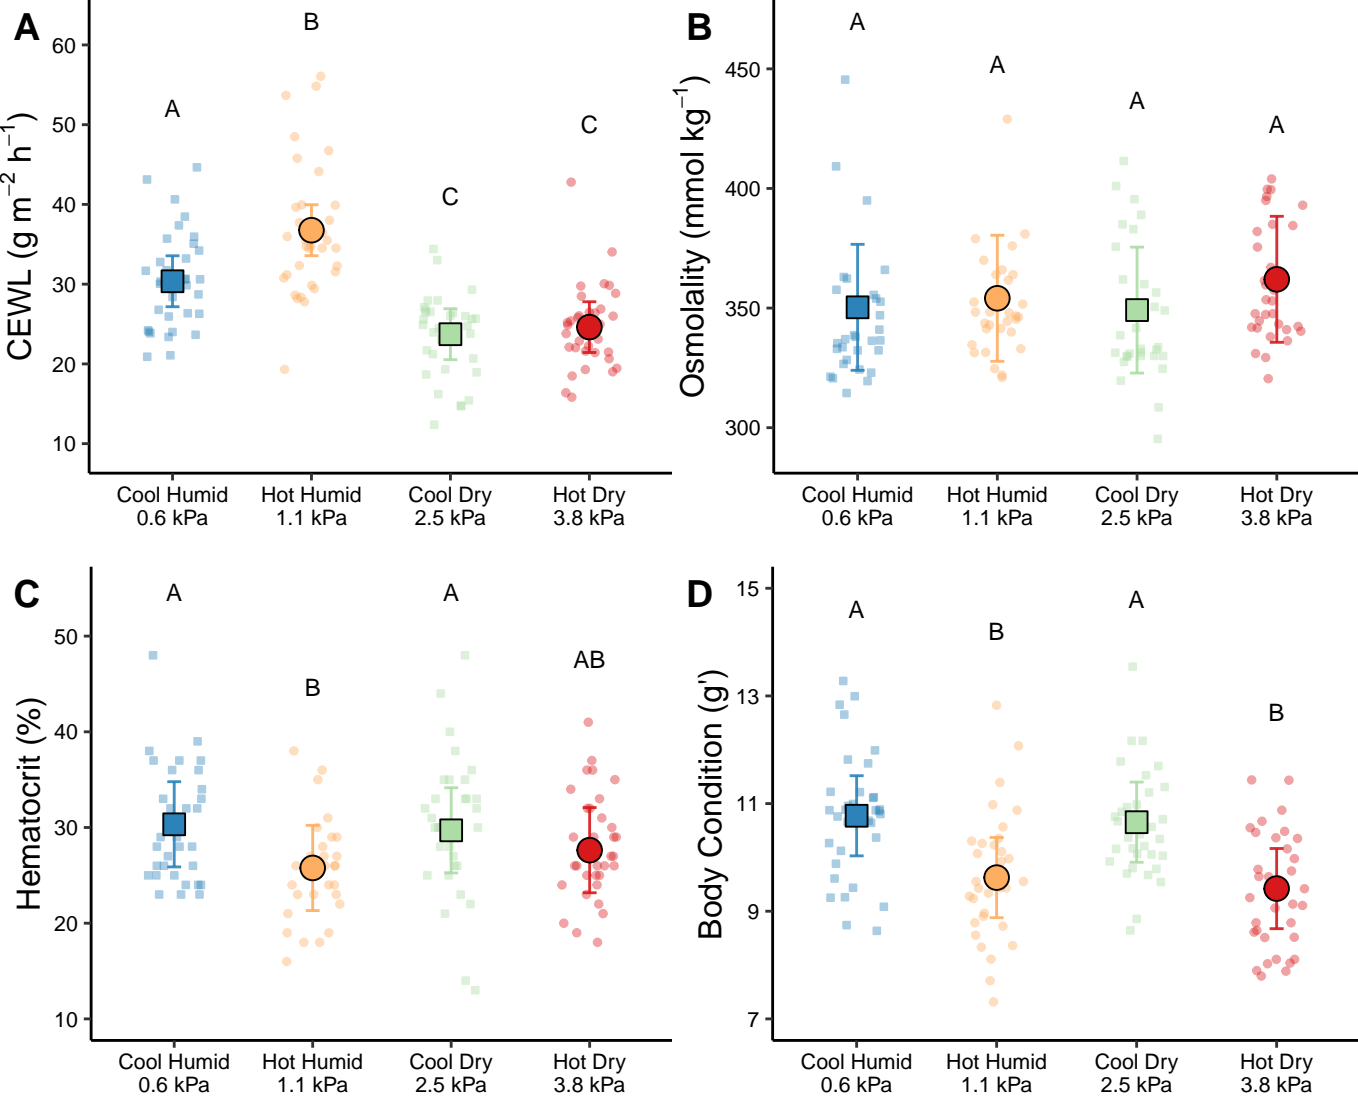 A
B
CEWL (g m⁻² h⁻¹)
60
50
40
30
20
10
A
B
C
C
Cool Humid
0.6 kPa
Hot Humid
1.1 kPa
Cool Dry
2.5 kPa
Hot Dry
3.8 kPa
B
Osmolality (mmol kg⁻¹)
450
400
350
300
A
A
A
A
Cool Humid
0.6 kPa
Hot Humid
1.1 kPa
Cool Dry
2.5 kPa
Hot Dry
3.8 kPa
C
Hematocrit (%)
50
40
30
20
10
A
B
A
AB
Cool Humid
0.6 kPa
Hot Humid
1.1 kPa
Cool Dry
2.5 kPa
Hot Dry
3.8 kPa
D
Body Condition (g')
15
13
11
9
7
A
B
A
B
Cool Humid
0.6 kPa
Hot Humid
1.1 kPa
Cool Dry
2.5 kPa
Hot Dry
3.8 kPa